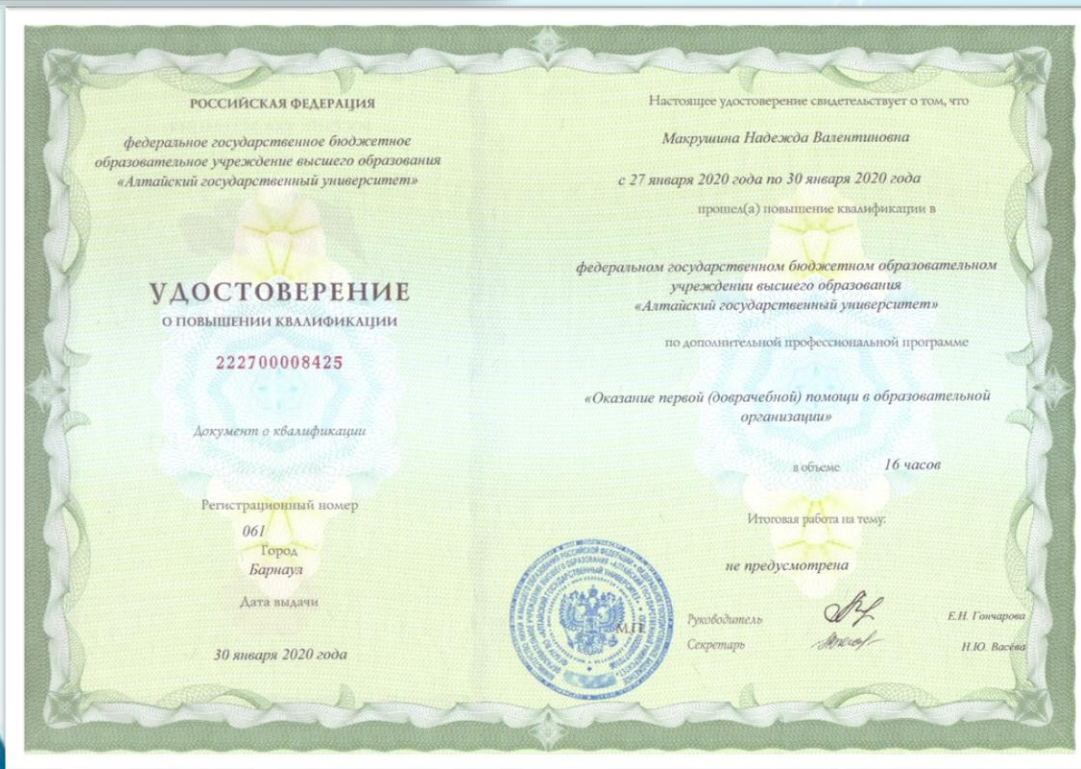 РОССИЙСКАЯ ФЕДЕРАЦИЯ
федеральное государственное бюджетное
образовательное учреждение высшего образования
«Алтайский государственный университет»
УДОСТОВЕРЕНИЕ
О ПОВЫШЕНИИ КВАЛИФИКАЦИИ
222700008425
Документ о квалификации
Регистрационный номер
061
Город
Барнаул
Дата выдачи
30 января 2020 года
Настоящее удостоверение свидетельствует о том, что
Макрушина Надежда Валентиновна
с 27 января 2020 года по 30 января 2020 года
прошел(а) повышение квалификации в
федеральном государственном бюджетном образовательном
учреждении высшего образования
«Алтайский государственный университет»
по дополнительной профессиональной программе
«Оказание первой (доврачебной) помощи в образовательной
организации»
в объеме 16 часов
Итоговая работа на тему:
не предусмотрена
М.П.
Руководитель Е.Н. Гончарова
Секретарь Н.Ю. Васёва